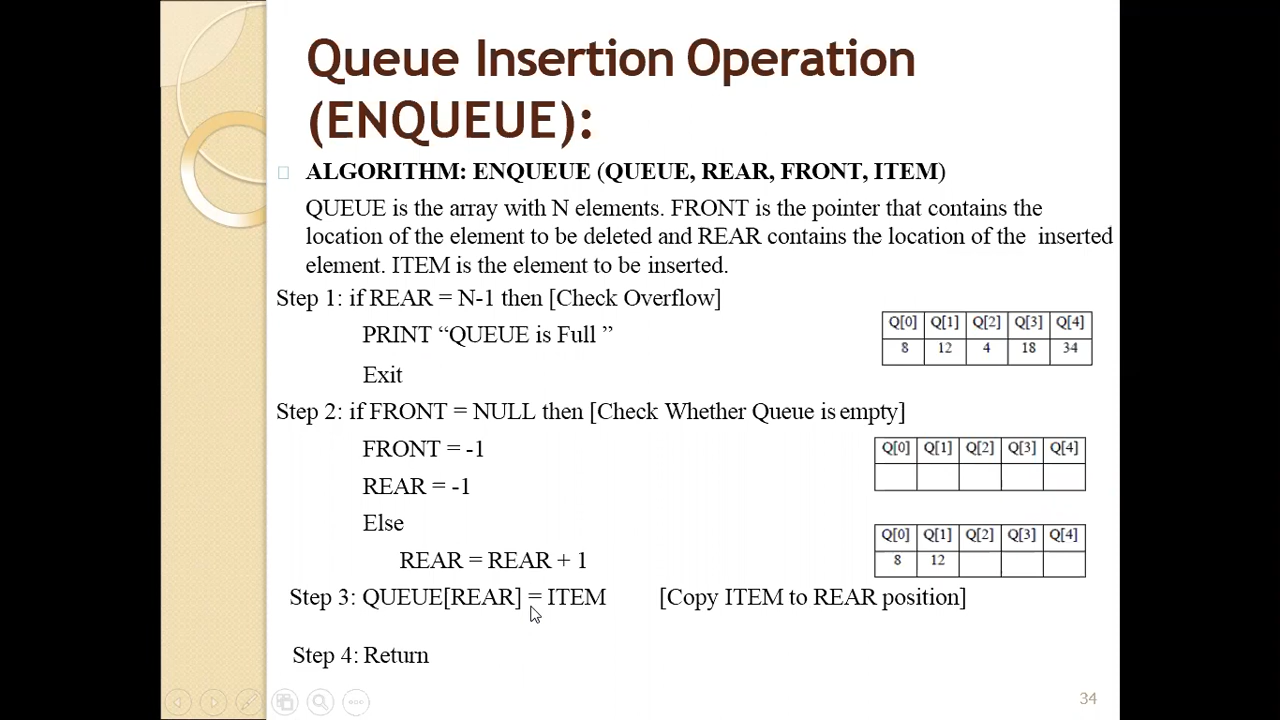 Queue Insertion Operation
(ENQUEUE):
ALGORITHM: ENQUEUE (QUEUE, REAR, FRONT, ITEM)
QUEUE is the array with N elements. FRONT is the pointer that contains the
location of the element to be deleted and REAR contains the location of the inserted
element. ITEM is the element to be inserted.
Step 1: if REAR = N-1 then [Check Overflow]
PRINT “QUEUE is Full ”
Exit
Q[0] Q[1] Q[2] Q[3] Q[4]
8 12 4 18 34
Step 2: if FRONT = NULL then [Check Whether Queue is empty]
FRONT = -1
REAR = -1
Else
REAR = REAR + 1
Q[0] Q[1] Q[2] Q[3] Q[4]
Q[0] Q[1] Q[2] Q[3] Q[4]
8 12
Step 3: QUEUE[REAR] = ITEM [Copy ITEM to REAR position]
Step 4: Return
34